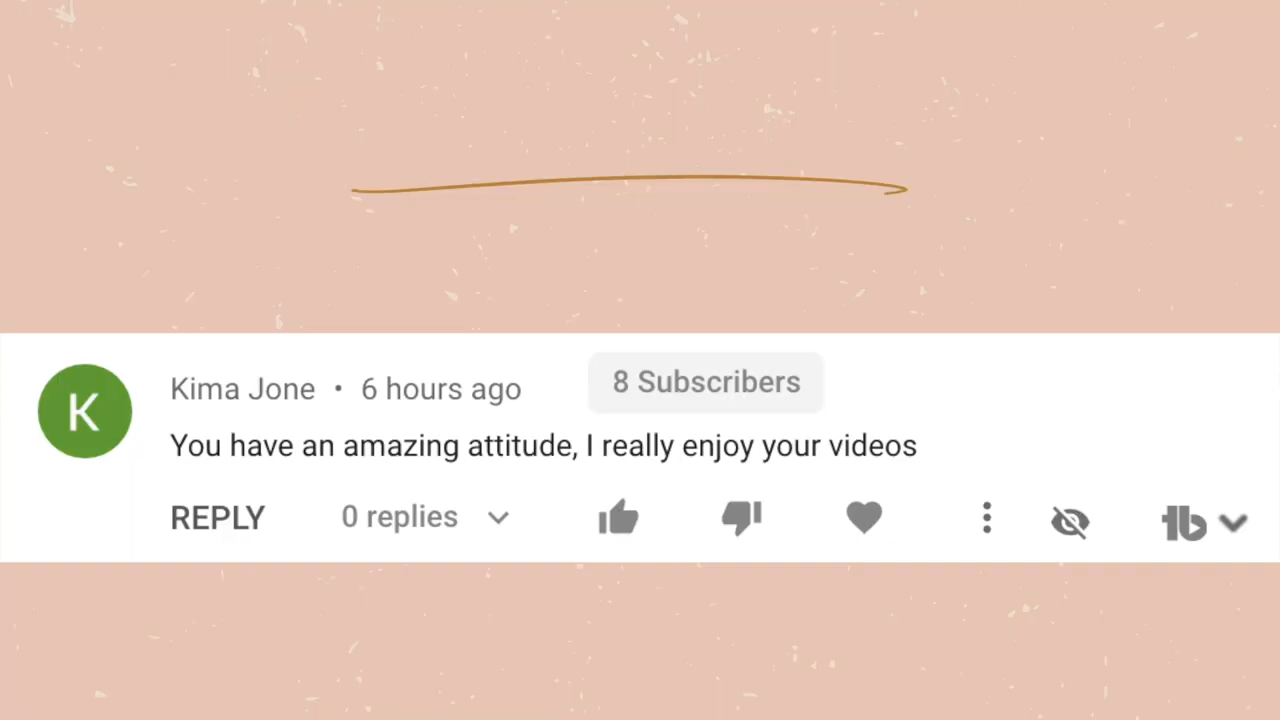 K
Kima Jone • 6 hours ago 8 Subscribers
You have an amazing attitude, I really enjoy your videos
REPLY 0 replies
tb